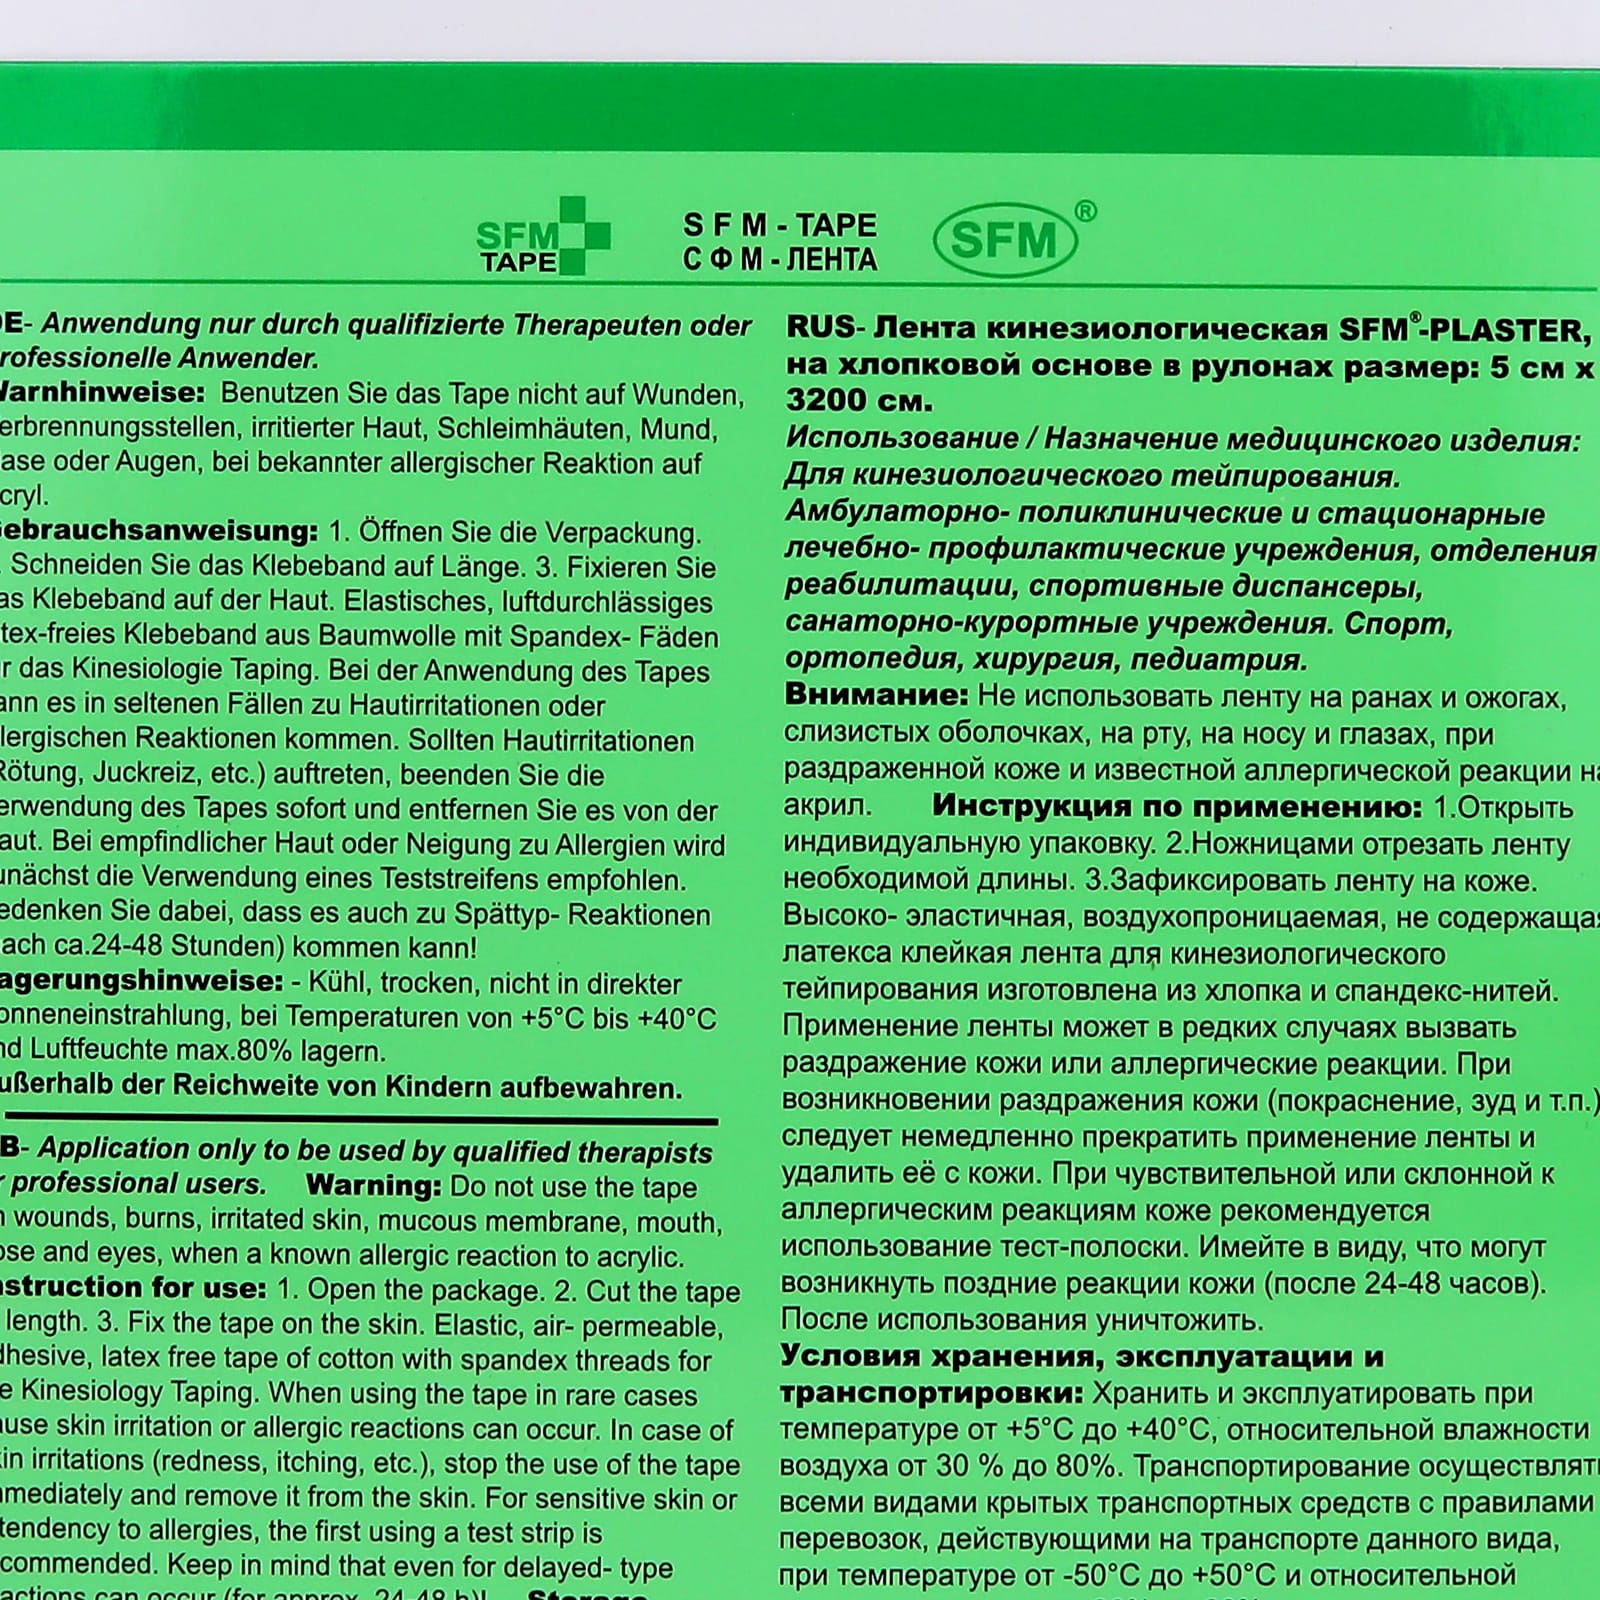 SFM
TAPE
S F M - TAPE
С Ф М - ЛЕНТА
SFM®
Anwendung nur durch qualifizierte Therapeuten oder
Anwender.
Benutzen Sie das Tape nicht auf Wunden,
irritierter Haut, Schleimhäuten, Mund,
oder Augen, bei bekannter allergischer Reaktion auf
1. Öffnen Sie die Verpackung.
Schneiden Sie das Klebeband auf Länge. 3. Fixieren Sie
Klebeband auf der Haut. Elastisches, luftdurchlässiges
Klebeband aus Baumwolle mit Spandex- Fäden
das Kinesiologie Taping. Bei der Anwendung des Tapes
es in seltenen Fällen zu Hautirritationen oder
Reaktionen kommen. Sollten Hautirritationen
Juckreiz, etc.) auftreten, beenden Sie die
des Tapes sofort und entfernen Sie es von der
Bei empfindlicher Haut oder Neigung zu Allergien wird
die Verwendung eines Teststreifens empfohlen.
Sie dabei, dass es auch zu Spättyp- Reaktionen
ca.24-48 Stunden) kommen kann!
- Kühl, trocken, nicht in direkter
bei Temperaturen von +5°C bis +40°C
Luftfeuchte max.80% lagern.
der Reichweite von Kindern aufbewahren.
Application only to be used by qualified therapists
professional users. Warning: Do not use the tape
wounds, burns, irritated skin, mucous membrane, mouth,
and eyes, when a known allergic reaction to acrylic.
for use: 1. Open the package. 2. Cut the tape
length. 3. Fix the tape on the skin. Elastic, air- permeable,
latex free tape of cotton with spandex threads for
Kinesiology Taping. When using the tape in rare cases
skin irritation or allergic reactions can occur. In case of
irritations (redness, itching, etc.), stop the use of the tape
and remove it from the skin. For sensitive skin or
tendency to allergies, the first using a test strip is
Keep in mind that even for delayed- type
can occur (for approx. 24-48 h)! Storage
RUS- Лента кинезиологическая SFM®-PLASTER,
на хлопковой основе в рулонах размер: 5 см х
3200 см.
Использование / Назначение медицинского изделия:
Для кинезиологического тейпирования.
Амбулаторно- поликлинические и стационарные
лечебно- профилактические учреждения, отделения
реабилитации, спортивные диспансеры,
санаторно-курортные учреждения. Спорт,
ортопедия, хирургия, педиатрия.
Внимание: Не использовать ленту на ранах и ожогах,
слизистых оболочках, на рту, на носу и глазах, при
раздраженной коже и известной аллергической реакции на
акрил. Инструкция по применению: 1.Открыть
индивидуальную упаковку. 2.Ножницами отрезать ленту
необходимой длины. 3.Зафиксировать ленту на коже.
Высоко- эластичная, воздухопроницаемая, не содержащая
латекса клейкая лента для кинезиологического
тейпирования изготовлена из хлопка и спандекс-нитей.
Применение ленты может в редких случаях вызвать
раздражение кожи или аллергические реакции. При
возникновении раздражения кожи (покраснение, зуд и т.п.)
следует немедленно прекратить применение ленты и
удалить её с кожи. При чувствительной или склонной к
аллергическим реакциям коже рекомендуется
использование тест-полоски. Имейте в виду, что могут
возникнуть поздние реакции кожи (после 24-48 часов).
После использования уничтожить.
Условия хранения, эксплуатации и
транспортировки: Хранить и эксплуатировать при
температуре от +5°C до +40°C, относительной влажности
воздуха от 30 % до 80%. Транспортирование
всеми видами крытых транспортных средств с правилами
перевозок, действующими на транспорте данного вида,
при температуре от -50°C до +50°C и относительной